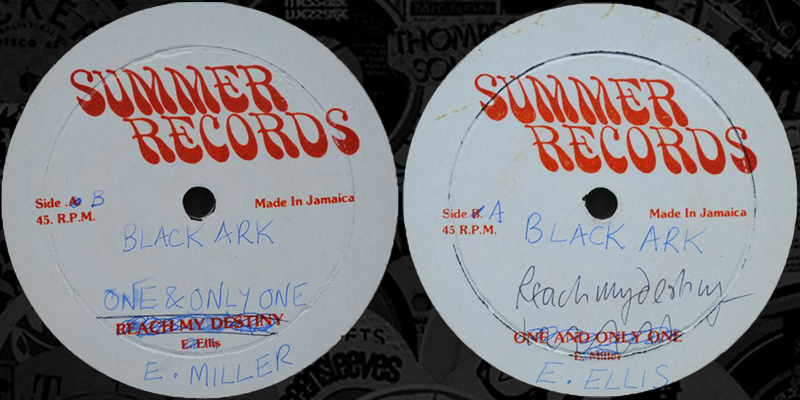 SUMMER
RECORDS
Side A B
45. R.P.M.
Made In Jamaica
BLACK ARK
ONE & ONLY ONE
REACH MY DESTINY
E. Ellis
E. MILLER
SUMMER
RECORDS
Side B. A
45 R.P.M.
Made In Jamaica
BLACK ARK
Reach my destiny
ONE AND ONLY ONE
E. Miller
E. ELLIS